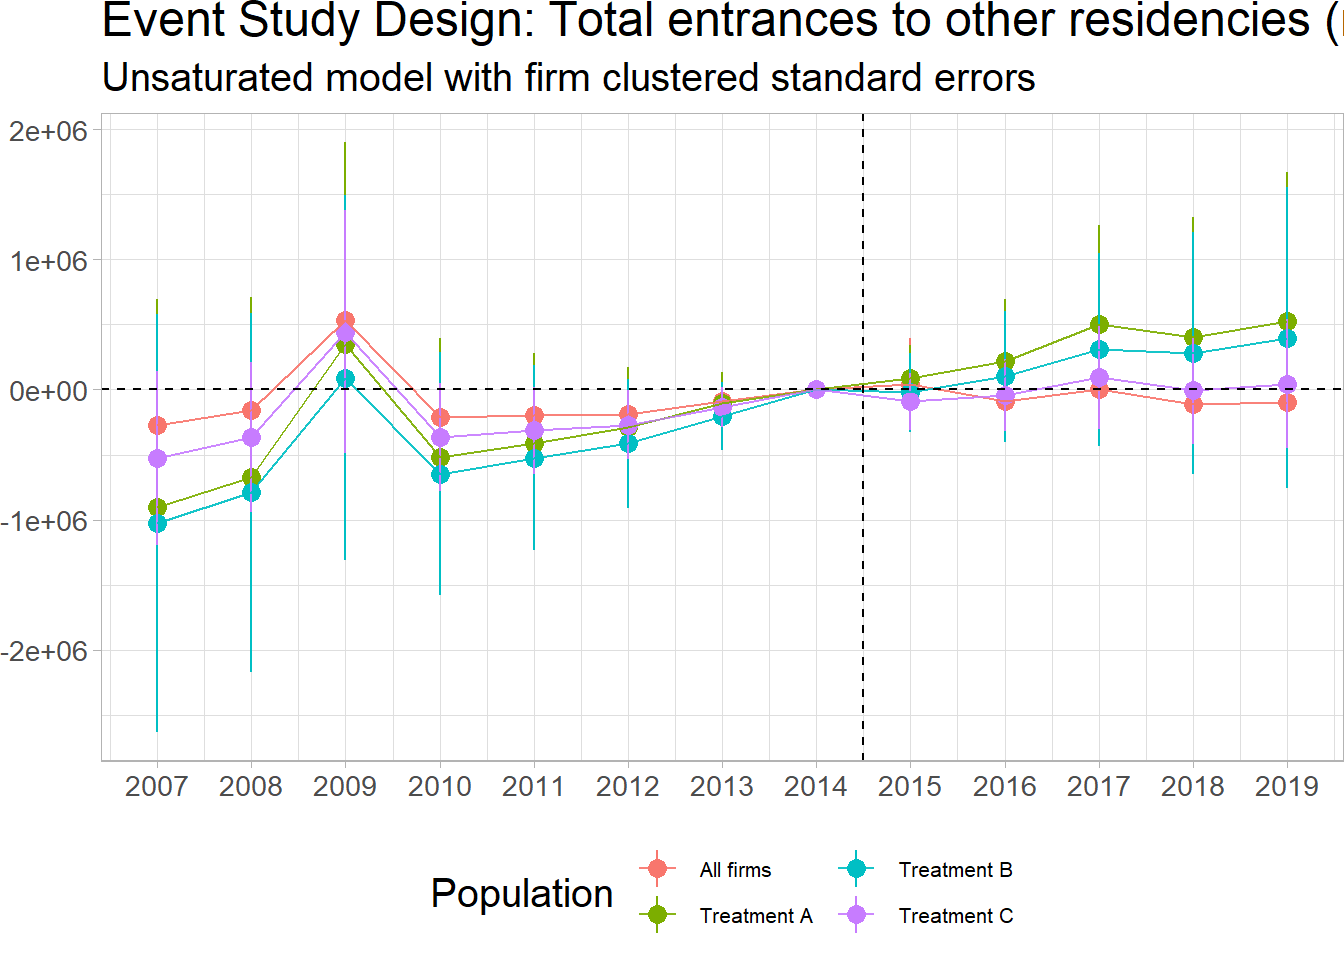 Event Study Design: Total entrances to other residencies (
Unsaturated model with firm clustered standard errors
2e+06
1e+06
0e+00
-1e+06
-2e+06
2007 2008 2009 2010 2011 2012 2013 2014 2015 2016 2017 2018 2019
Population
All firms
Treatment A
Treatment B
Treatment C